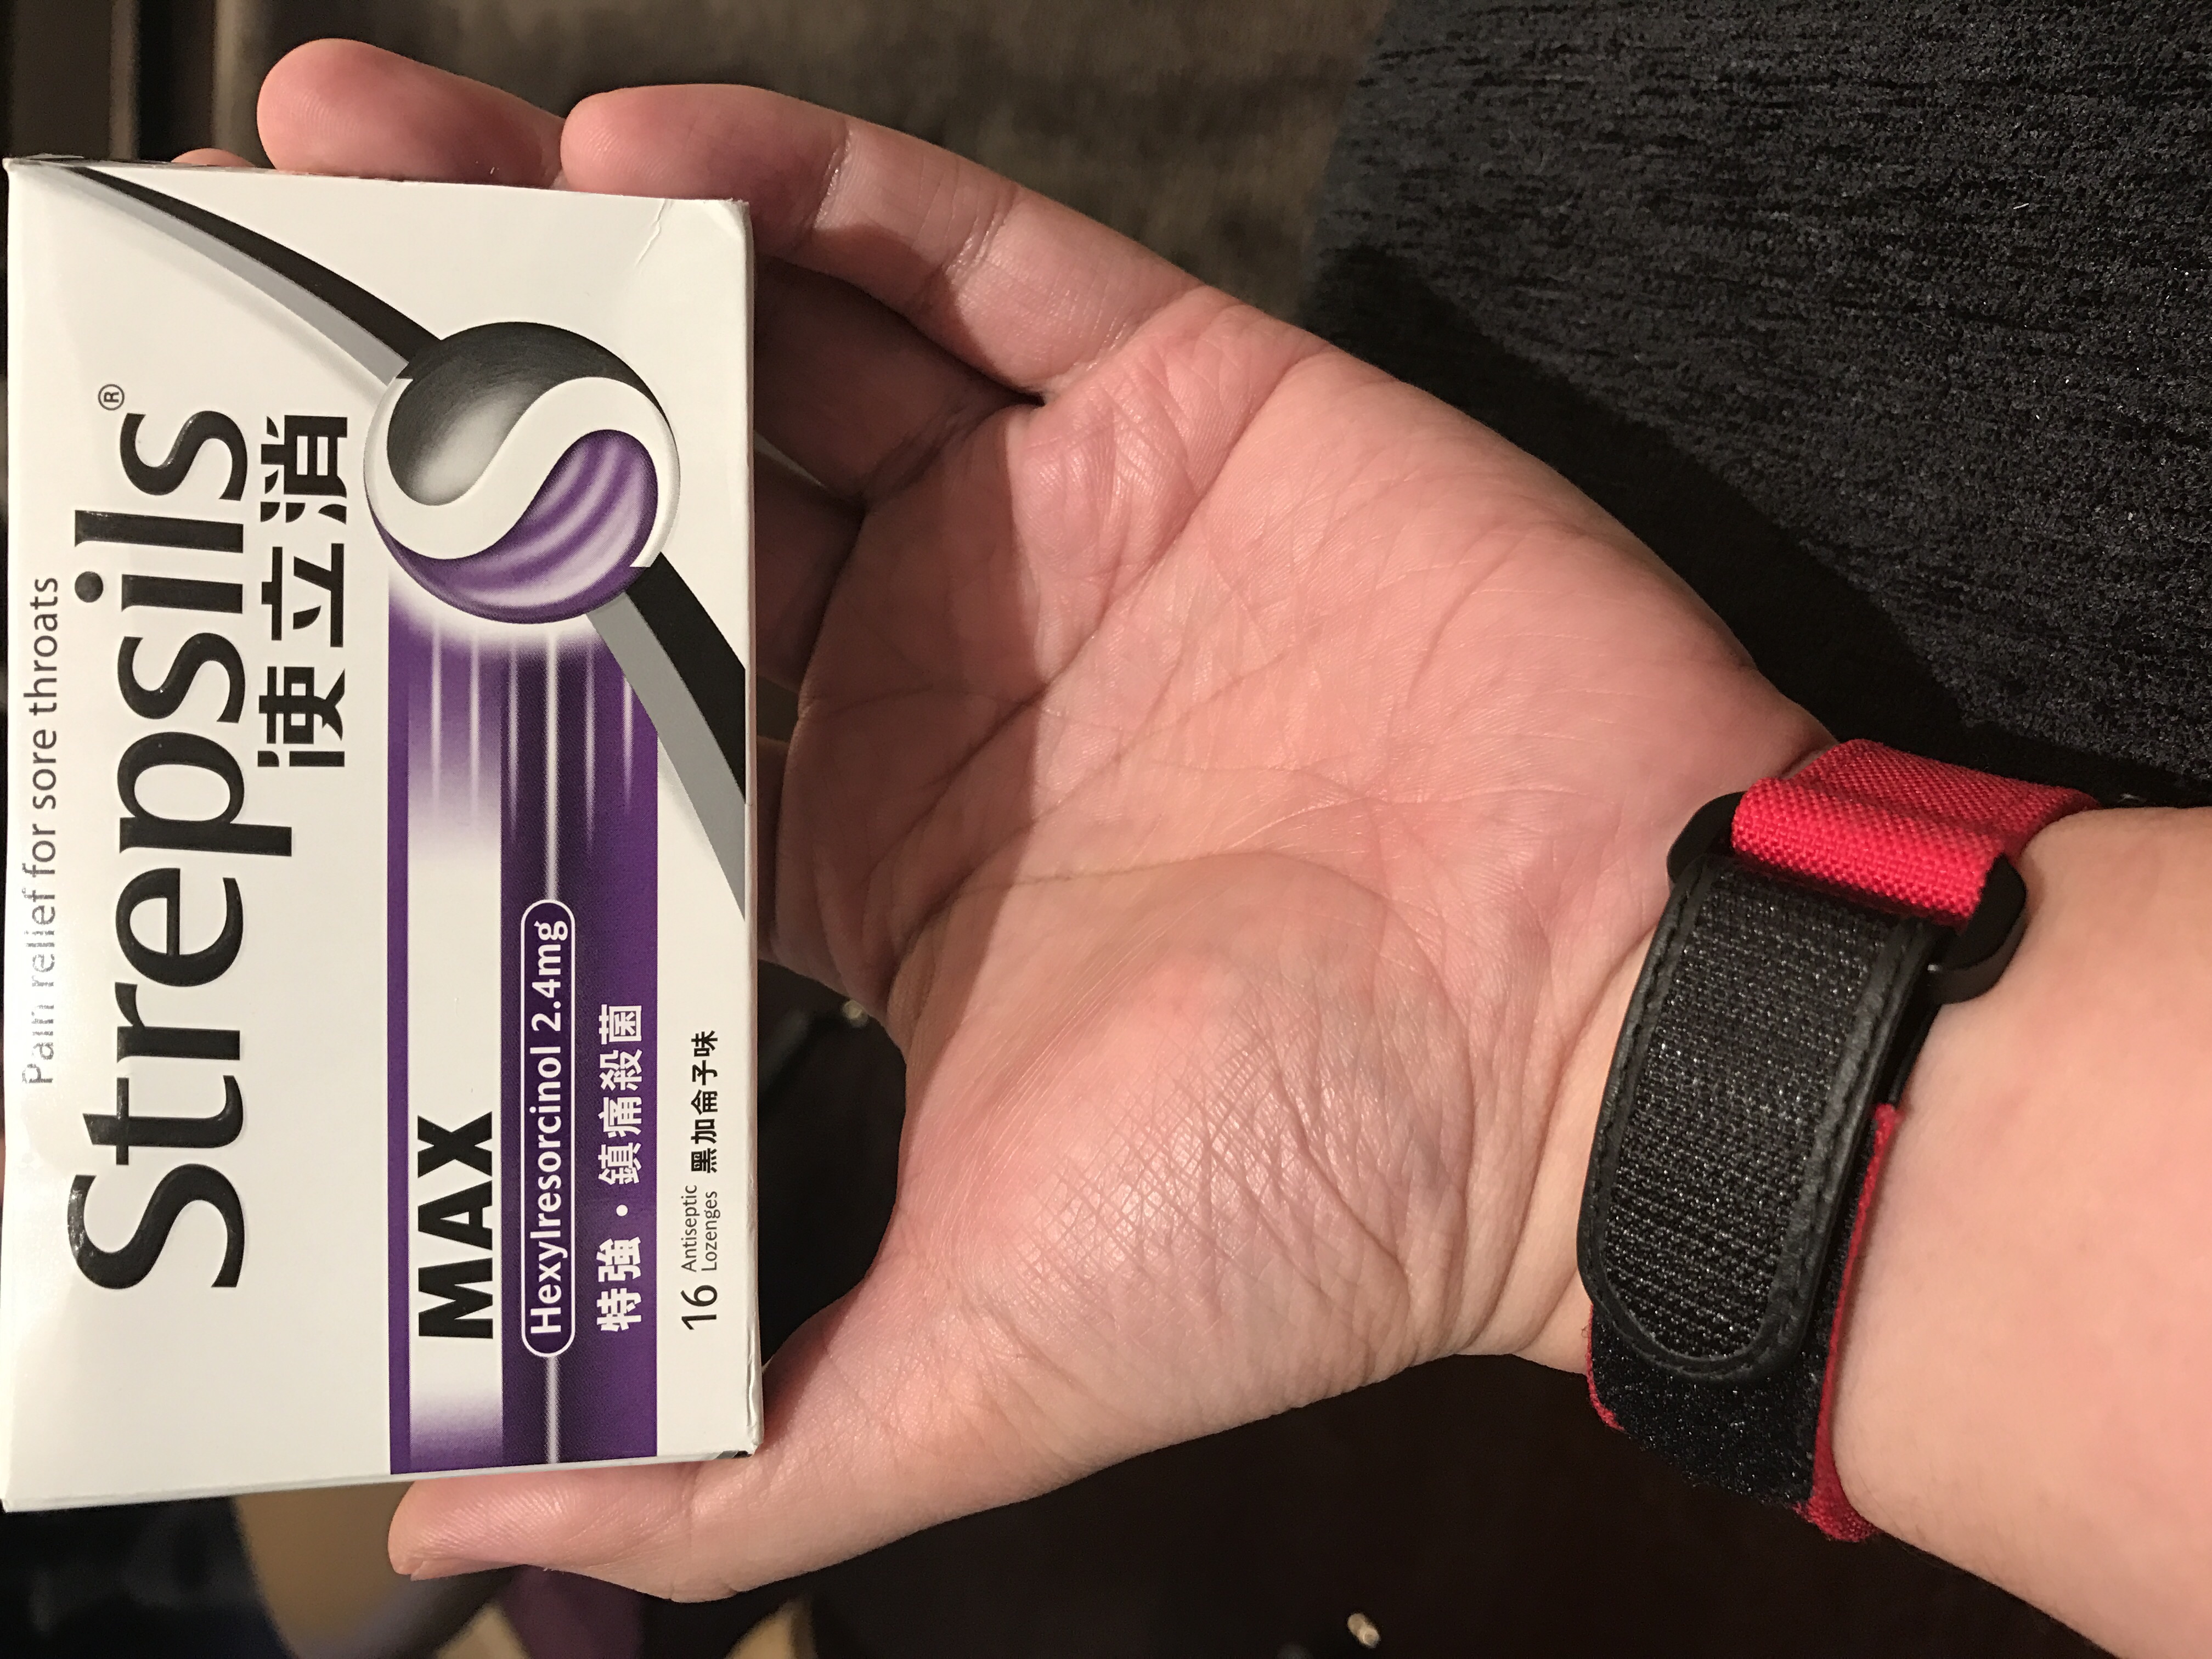 Pain relief for sore throats
Strepsils®
使立消
MAX
Hexylresorcinol 2.4mg
特強・鎮痛殺菌
16 Antiseptic
Lozenges
黑加侖子味